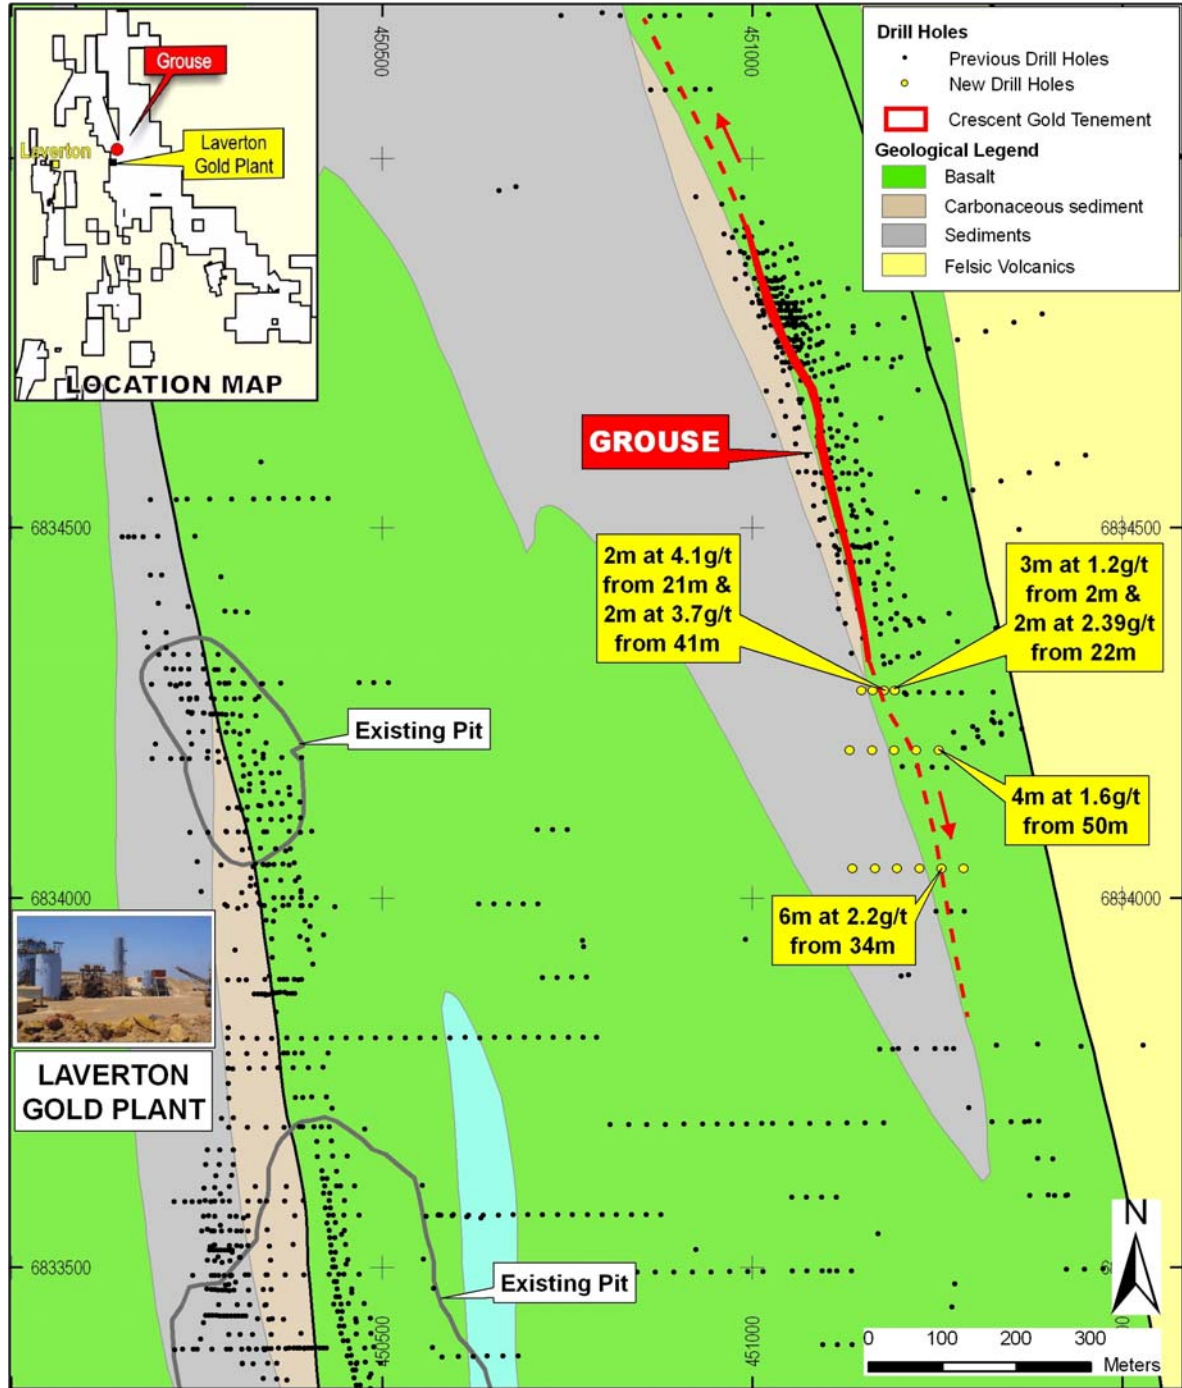 Grouse
Laverton
Laverton
Gold Plant
LOCATION MAP
450500
451000
Drill Holes
Previous Drill Holes
New Drill Holes
Crescent Gold Tenement
Geological Legend
Basalt
Carbonaceous sediment
Sediments
Felsic Volcanics
GROUSE
6834500
6834500
2m at 4.1g/t
from 21m &
2m at 3.7g/t
from 41m
3m at 1.2g/t
from 2m &
2m at 2.39g/t
from 22m
Existing Pit
4m at 1.6g/t
from 50m
6834000
6834000
6m at 2.2g/t
from 34m
LAVERTON
GOLD PLANT
N
6833500
Existing Pit
450500
451000
0 100 200 300
Meters